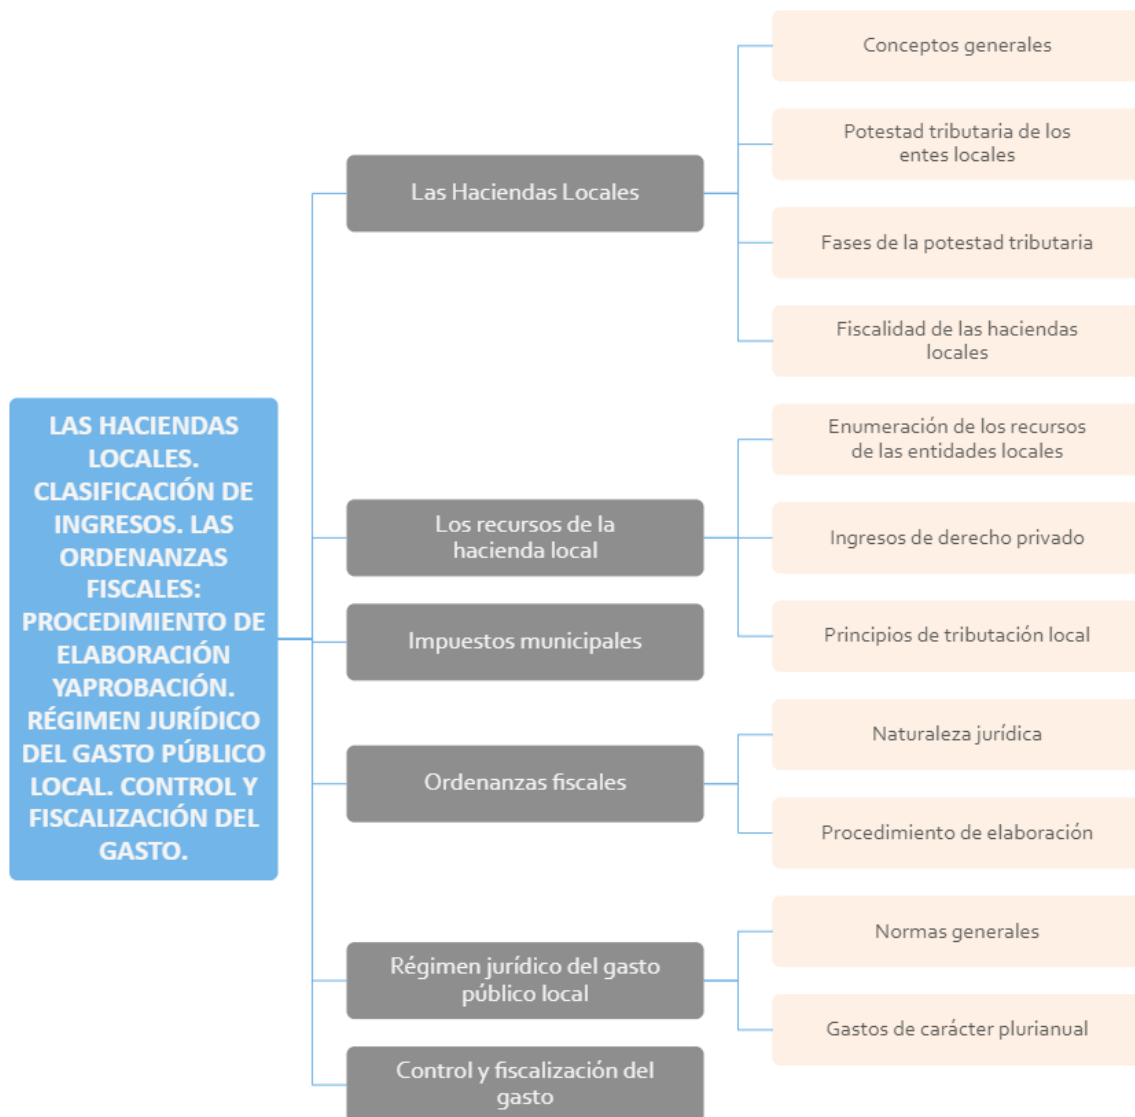 LAS HACIENDAS
LOCALES.
CLASIFICACIÓN DE
INGRESOS. LAS
ORDENANZAS
FISCALES:
PROCEDIMIENTO DE
ELABORACIÓN
YAPROBACIÓN.
RÉGIMEN JURÍDICO
DEL GASTO PÚBLICO
LOCAL. CONTROL Y
FISCALIZACIÓN DEL
GASTO.
Las Haciendas Locales
Conceptos generales
Potestad tributaria de los
entes locales
Fases de la potestad tributaria
Fiscalidad de las haciendas
locales
Los recursos de la
hacienda local
Enumeración de los recursos
de las entidades locales
Ingresos de derecho privado
Principios de tributación local
Impuestos municipales
Ordenanzas fiscales
Naturaleza jurídica
Procedimiento de elaboración
Régimen jurídico del gasto
público local
Normas generales
Gastos de carácter plurianual
Control y fiscalización del
gasto